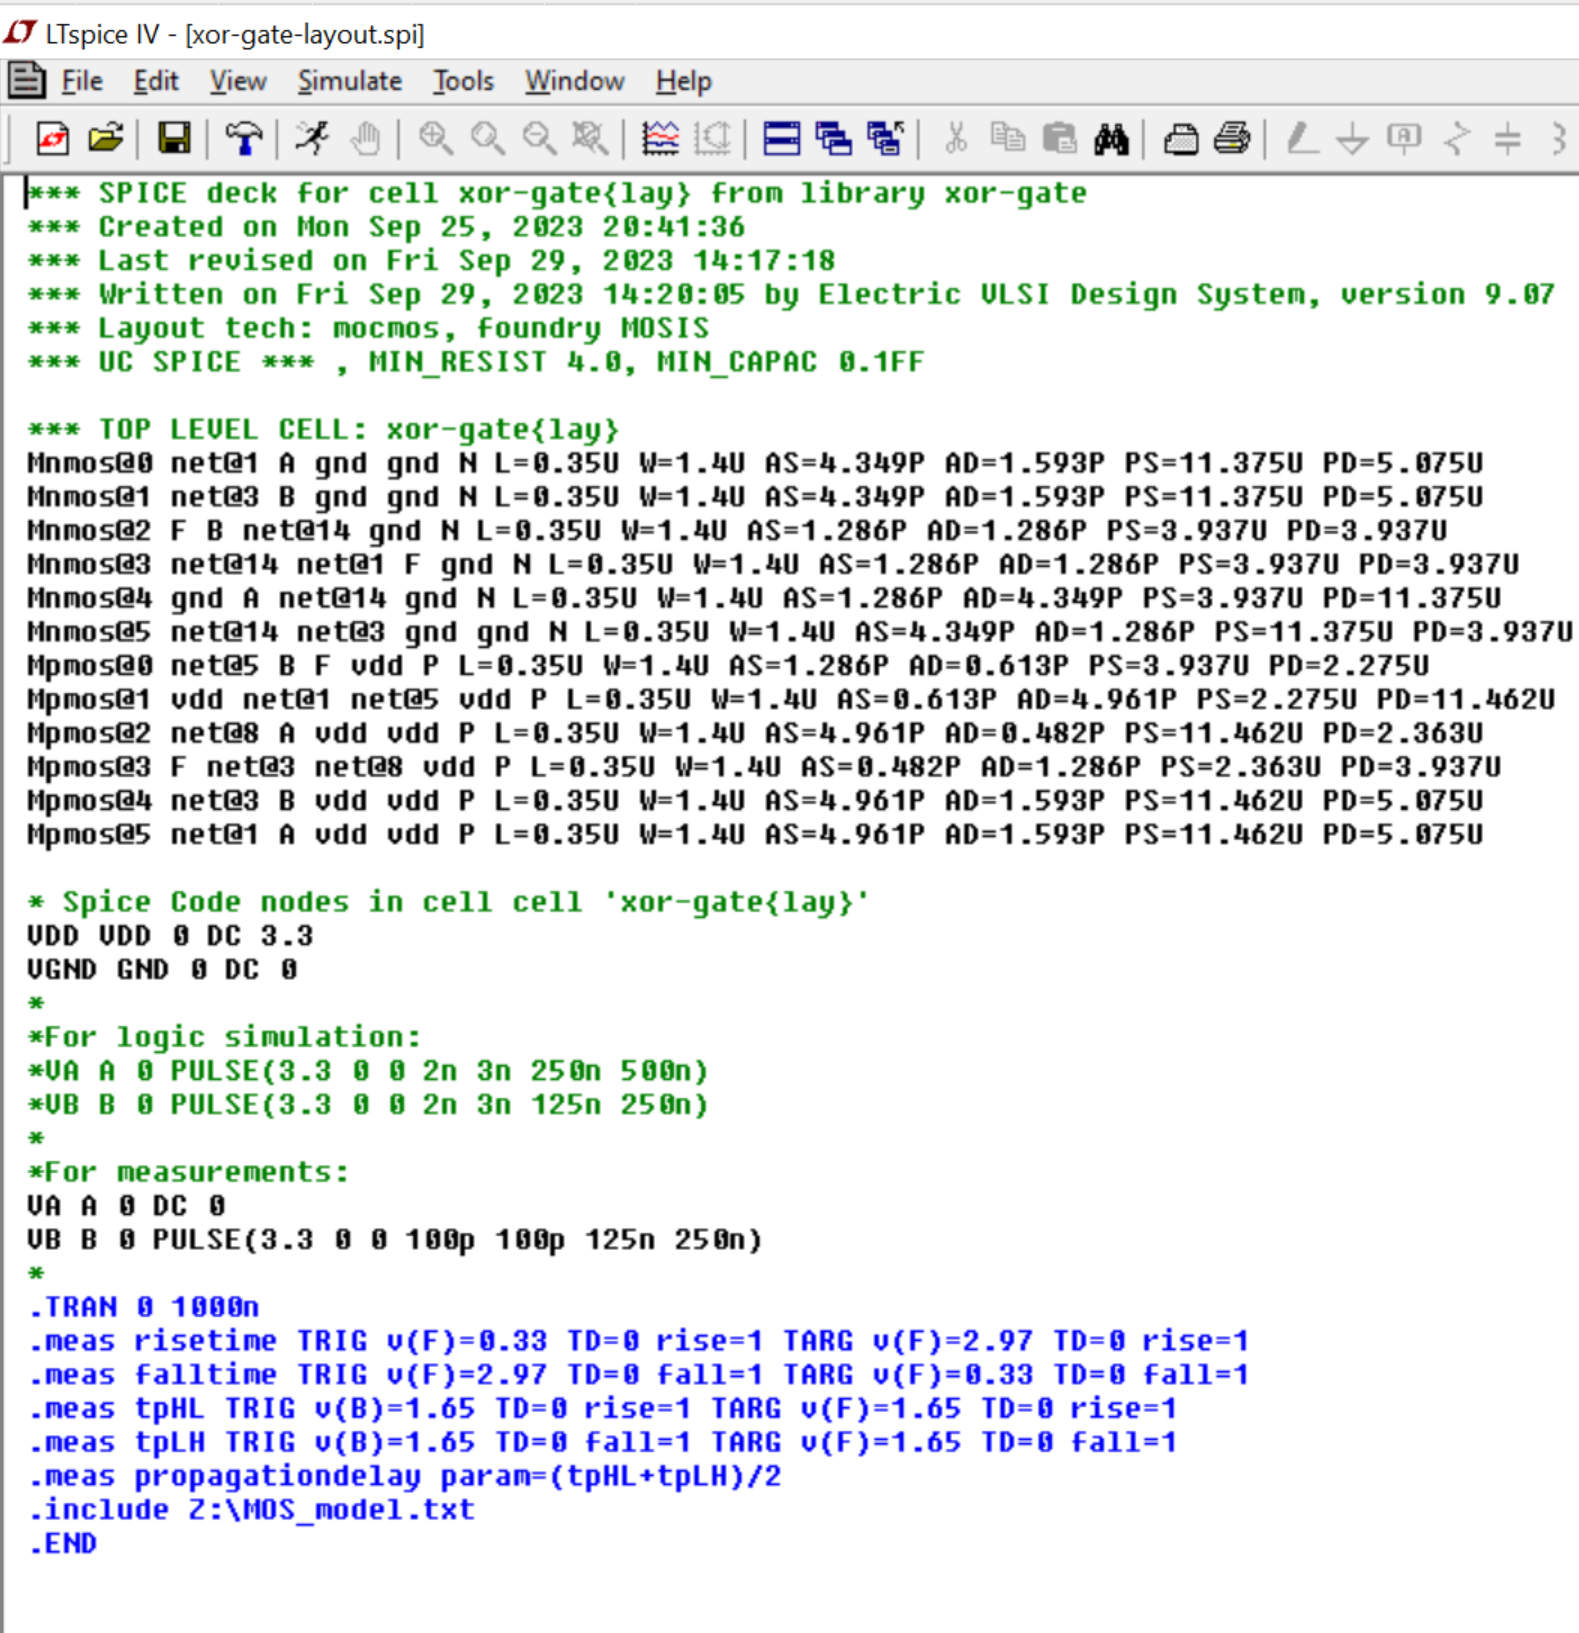 LTspice IV - [xor-gate-layout.spi]
File Edit View Simulate Tools Window Help
*** SPICE deck for cell xor-gate{lay} from library xor-gate
*** Created on Mon Sep 25, 2023 20:41:36
*** Last revised on Fri Sep 29, 2023 14:17:18
*** Written on Fri Sep 29, 2023 14:20:05 by Electric VLSI Design System, version 9.07
*** Layout tech: mocmos, foundry MOSIS
*** UC SPICE *** , MIN_RESIST 4.0, MIN_CAPAC 0.1FF
*** TOP LEVEL CELL: xor-gate{lay}
Mnmos@0 net@1 A gnd gnd N L=0.35U W=1.4U AS=4.349P AD=1.593P PS=11.375U PD=5.075U
Mnmos@1 net@3 B gnd gnd N L=0.35U W=1.4U AS=4.349P AD=1.593P PS=11.375U PD=5.075U
Mnmos@2 F B net@14 gnd N L=0.35U W=1.4U AS=1.286P AD=1.286P PS=3.937U PD=3.937U
Mnmos@3 net@14 net@1 F gnd N L=0.35U W=1.4U AS=1.286P AD=1.286P PS=3.937U PD=3.937U
Mnmos@4 gnd A net@14 gnd N L=0.35U W=1.4U AS=1.286P AD=4.349P PS=3.937U PD=11.375U
Mnmos@5 net@14 net@3 gnd gnd N L=0.35U W=1.4U AS=4.349P AD=1.286P PS=11.375U PD=3.937U
Mpmos@0 net@5 B F vdd P L=0.35U W=1.4U AS=1.286P AD=0.613P PS=3.937U PD=2.275U
Mpmos@1 vdd net@1 net@5 vdd P L=0.35U W=1.4U AS=0.613P AD=4.961P PS=2.275U PD=11.462U
Mpmos@2 net@8 A vdd vdd P L=0.35U W=1.4U AS=4.961P AD=0.482P PS=11.462U PD=2.363U
Mpmos@3 F net@3 net@8 vdd P L=0.35U W=1.4U AS=0.482P AD=1.286P PS=2.363U PD=3.937U
Mpmos@4 net@3 B vdd vdd P L=0.35U W=1.4U AS=4.961P AD=1.593P PS=11.462U PD=5.075U
Mpmos@5 net@1 A vdd vdd P L=0.35U W=1.4U AS=4.961P AD=1.593P PS=11.462U PD=5.075U
* Spice Code nodes in cell cell 'xor-gate{lay}'
VDD VDD 0 DC 3.3
VGND GND 0 DC 0
*
*For logic simulation:
*VA A 0 PULSE(3.3 0 0 2n 3n 250n 500n)
*VB B 0 PULSE(3.3 0 0 2n 3n 125n 250n)
*
*For measurements:
VA A 0 DC 0
VB B 0 PULSE(3.3 0 0 100p 100p 125n 250n)
*
.TRAN 0 1000n
.meas risetime TRIG v(F)=0.33 TD=0 rise=1 TARG v(F)=2.97 TD=0 rise=1
.meas falltime TRIG v(F)=2.97 TD=0 fall=1 TARG v(F)=0.33 TD=0 fall=1
.meas tpHL TRIG v(B)=1.65 TD=0 rise=1 TARG v(F)=1.65 TD=0 rise=1
.meas tpLH TRIG v(B)=1.65 TD=0 fall=1 TARG v(F)=1.65 TD=0 fall=1
.meas propagationdelay param=(tpHL+tpLH)/2
.include Z:\MOS_model.txt
.END